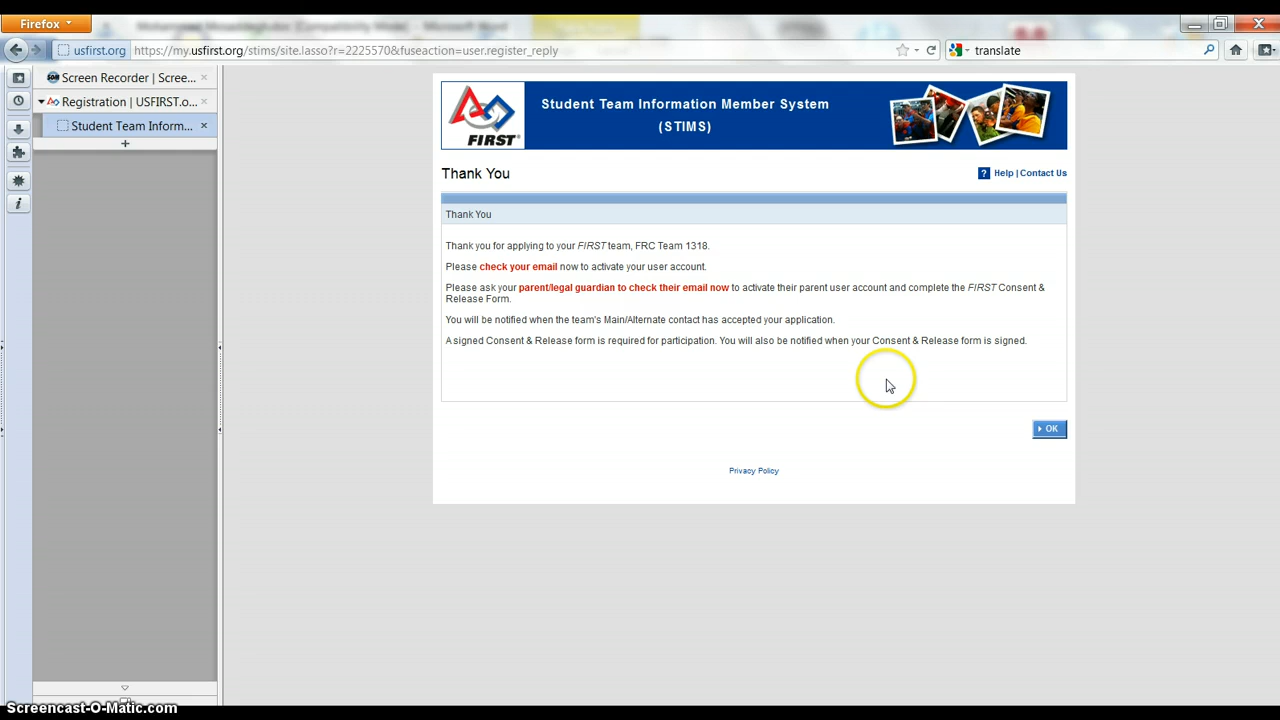 Firefox
usfirst.org https://my.usfirst.org/stims/site.lasso?r=2225570&fuseaction=user.register_reply
translate
Screen Recorder | Scree...
Registration | USFIRST.o...
Student Team Inform...
FIRST
Student Team Information Member System
(STIMS)
Thank You
? Help | Contact Us
Thank You
Thank you for applying to your FIRST team, FRC Team 1318.
Please check your email now to activate your user account.
Please ask your parent/legal guardian to check their email now to activate their parent user account and complete the FIRST Consent &
Release Form.
You will be notified when the team's Main/Alternate contact has accepted your application.
A signed Consent & Release form is required for participation. You will also be notified when your Consent & Release form is signed.
OK
Privacy Policy
Screencast-O-Matic.com